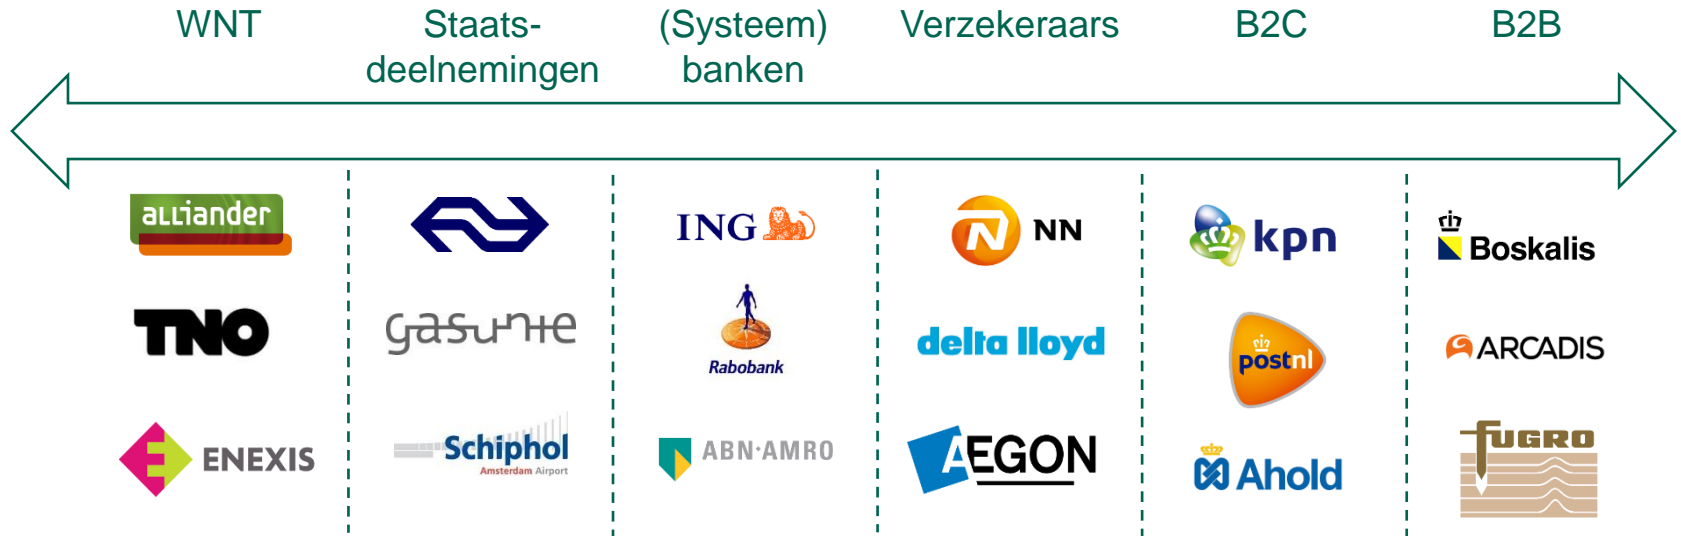 WNT
Staats-
deelnemingen
(Systeem)
banken
Verzekeraars
B2C
B2B
alliander
ING
NN
kpn
Boskalis
TNO
gasunie
Rabobank
delta lloyd
postnl
ARCADIS
ENEXIS
Schiphol
Amsterdam Airport
ABN·AMRO
AEGON
Ahold
FUGRO